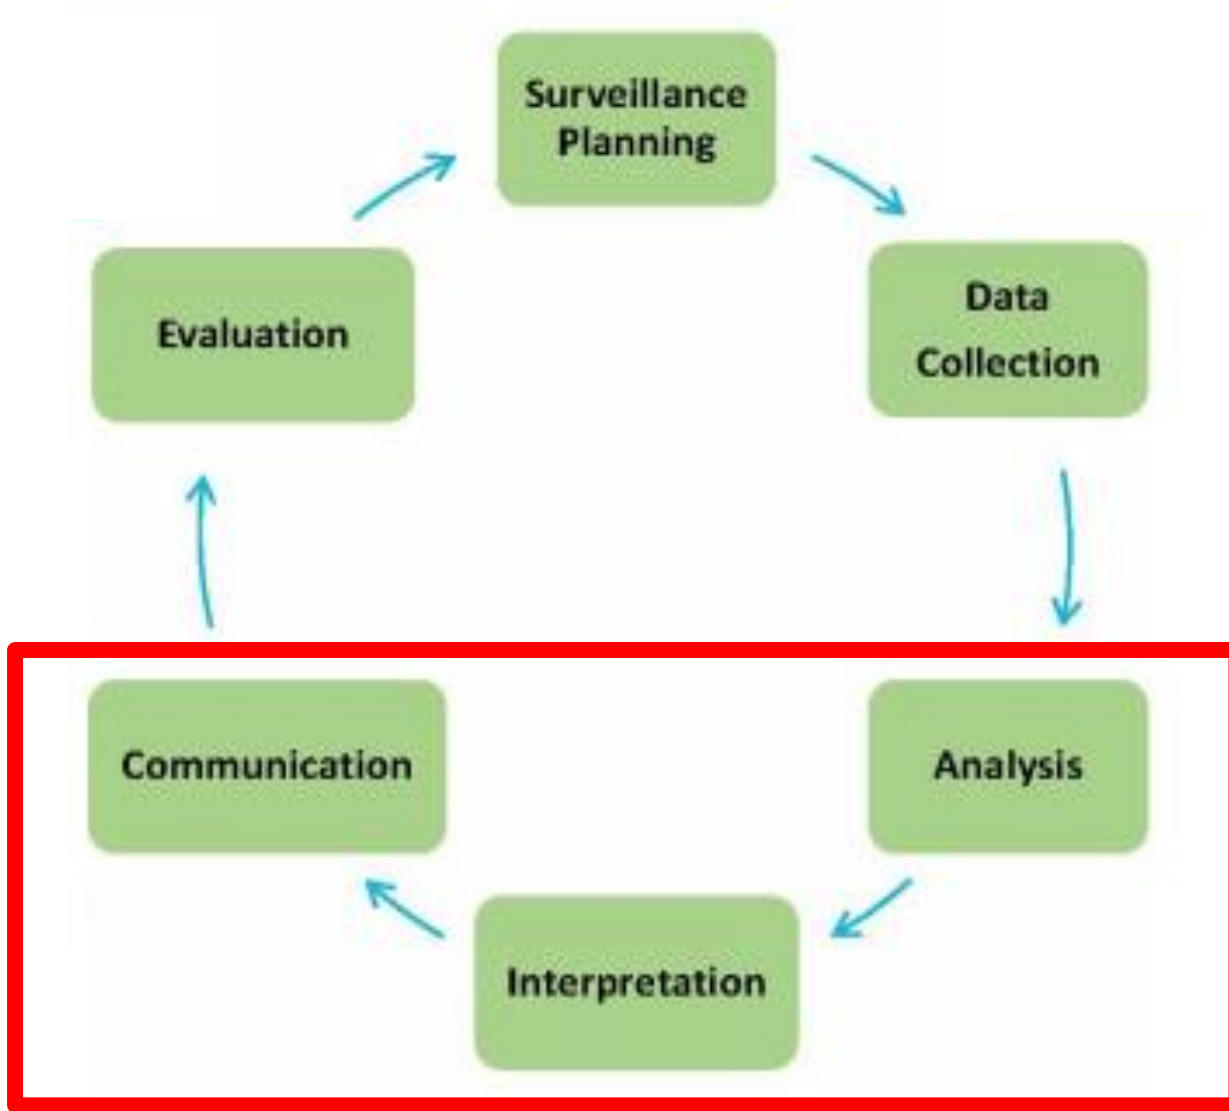 Surveillance
Planning
Data
Collection
Analysis
Interpretation
Communication
Evaluation